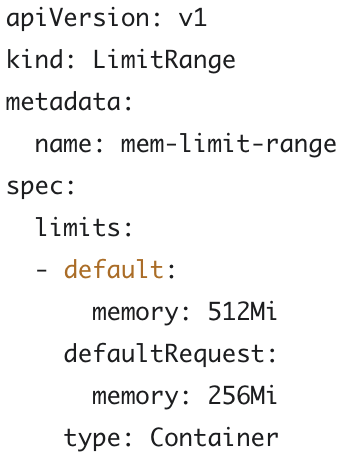 apiVersion: v1
kind: LimitRange
metadata:
  name: mem-limit-range
spec:
  limits:
  - default:
      memory: 512Mi
    defaultRequest:
      memory: 256Mi
    type: Container